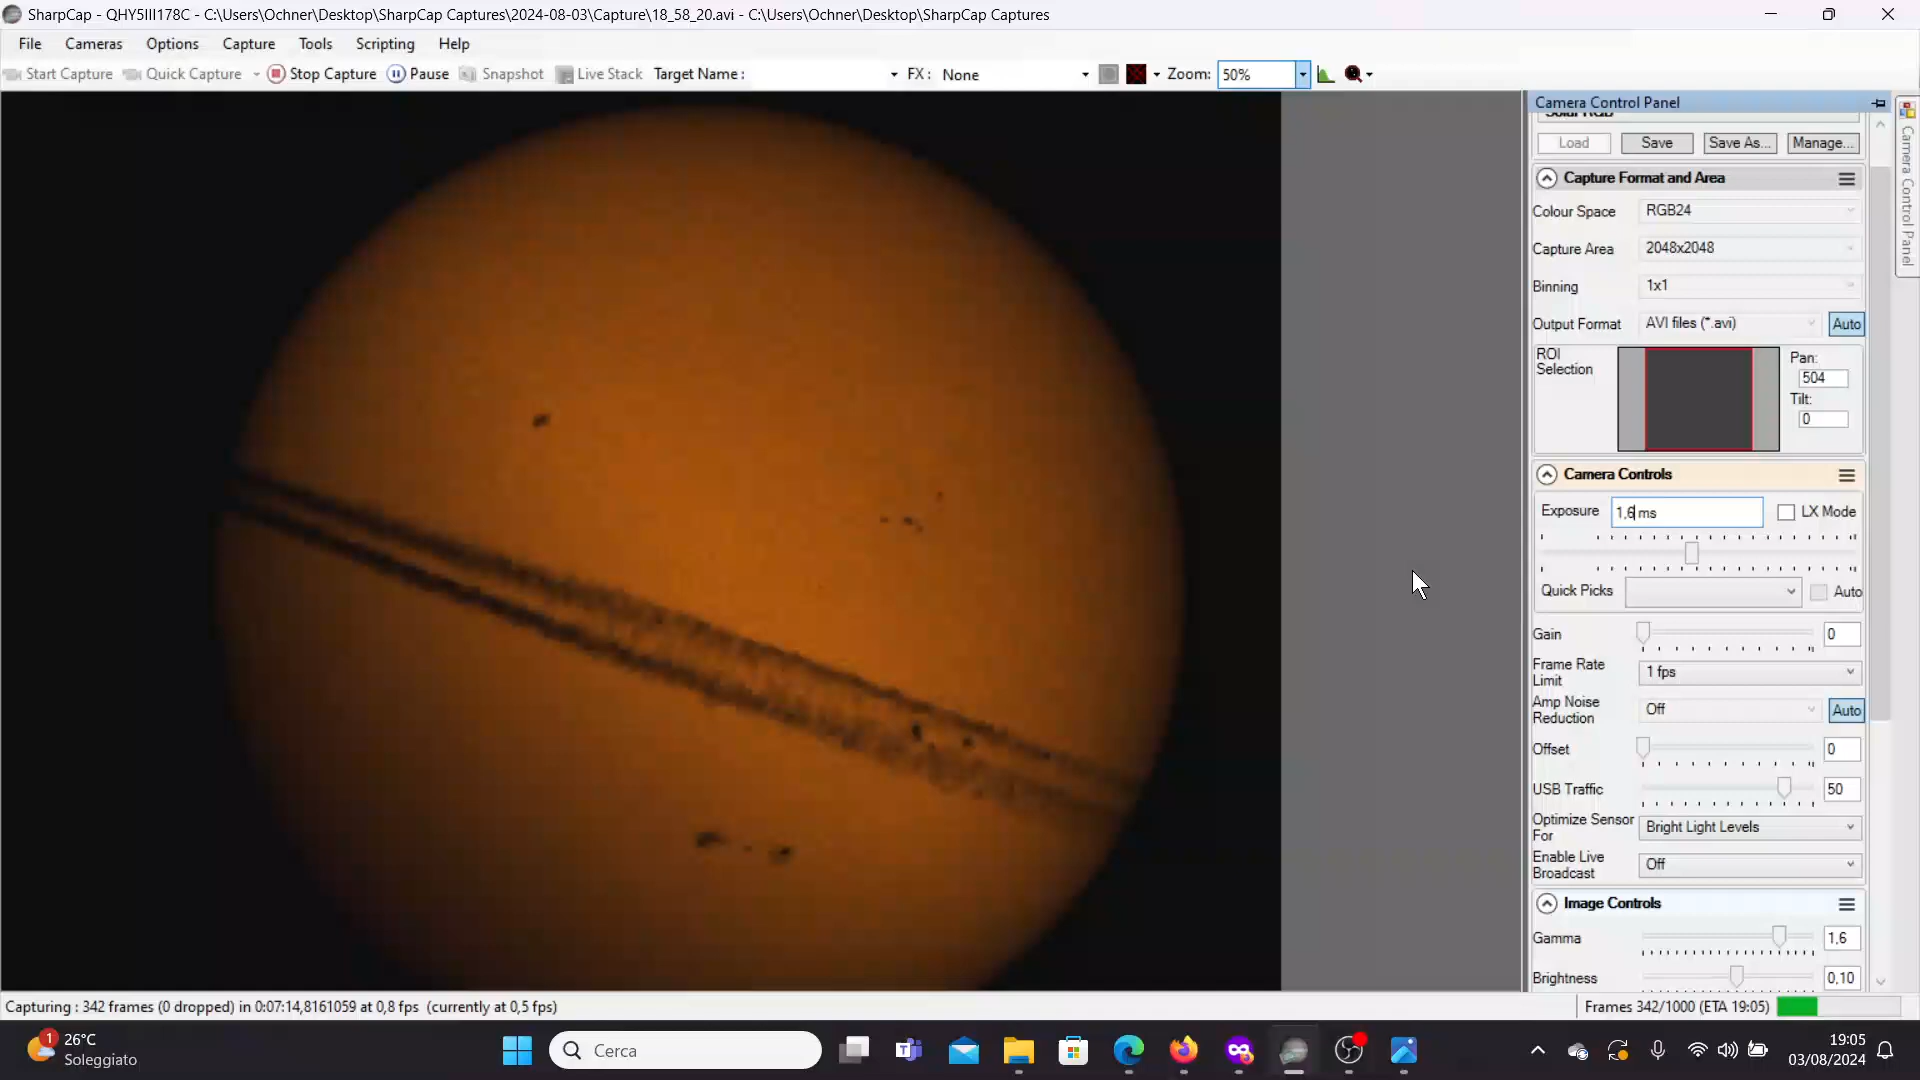 SharpCap - QHY5III178C - C:\Users\Ochner\Desktop\SharpCap Captures\2024-08-03\Capture\18_58_20.avi - C:\Users\Ochner\Desktop\SharpCap Captures
File Cameras Options Capture Tools Scripting Help
Start Capture Quick Capture Stop Capture Pause Snapshot Live Stack Target Name : FX : None Zoom: 50%
Camera Control Panel
Solar RGB
Load Save Save As... Manage...
Camera Control Panel
Capture Format and Area
Colour Space RGB24
Capture Area 2048x2048
Binning 1x1
Output Format AVI files (*.avi) Auto
ROI Selection
Pan:
504
Tilt:
0
Camera Controls
Exposure 1,6 ms LX Mode
Quick Picks Auto
Gain 0
Frame Rate Limit 1 fps
Amp Noise Reduction Off Auto
Offset 0
USB Traffic 50
Optimize Sensor For Bright Light Levels
Enable Live Broadcast Off
Image Controls
Gamma 1,6
Brightness 0,10
Capturing : 342 frames (0 dropped) in 0:07:14,8161059 at 0,8 fps (currently at 0,5 fps)
Frames 342/1000 (ETA 19:05)
1
26°C
Soleggiato
Cerca
19:05
03/08/2024